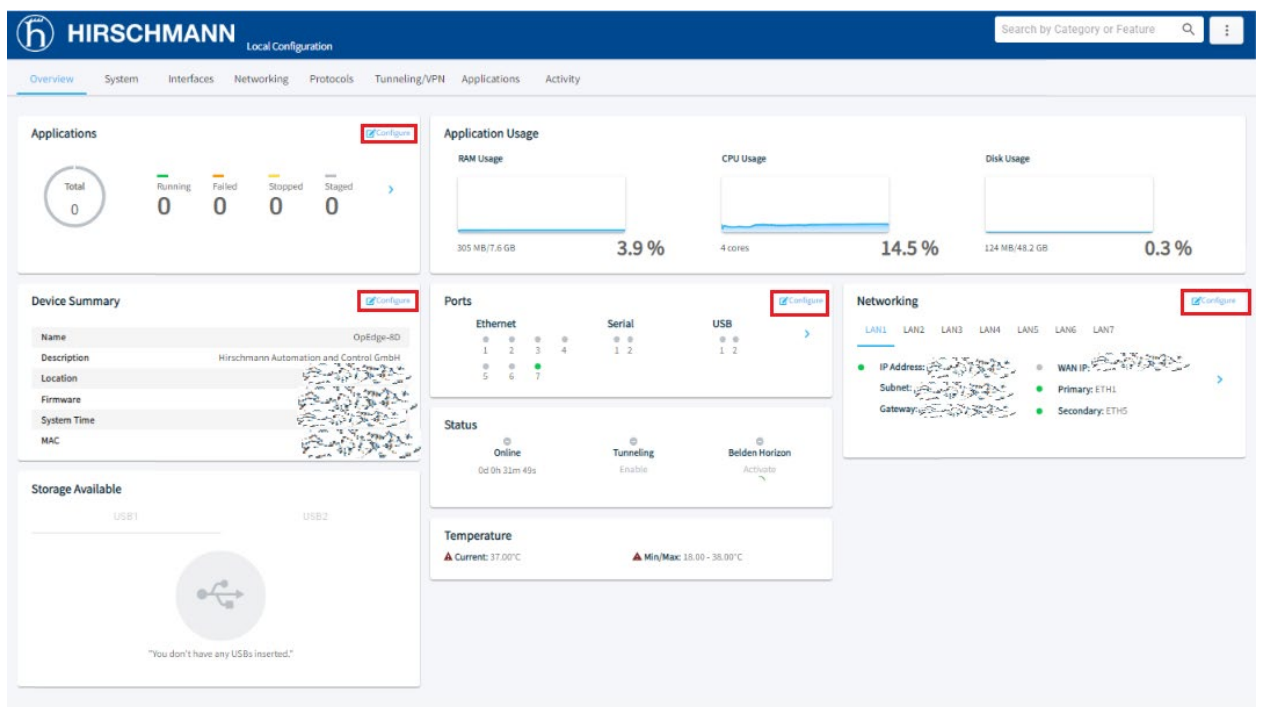 HIRSCHMANN
Local Configuration
Search by Category or Feature
Overview System Interfaces Networking Protocols Tunneling/VPN Applications Activity
Applications
Configure
Total
0
Running Failed Stopped Staged
0 0 0 0
Application Usage
RAM Usage
305 MB/7.6 GB
3.9 %
CPU Usage
4 cores
14.5 %
Disk Usage
124 MB/48.2 GB
0.3 %
Device Summary
Configure
Name OpEdge-8D
Description Hirschmann Automation and Control GmbH
Location
Firmware
System Time
MAC
Ports
Configure
Ethernet Serial USB
1 2 3 4 1 2 1 2
5 6 7
Networking
Configure
LAN1 LAN2 LAN3 LAN4 LAN5 LAN6 LAN7
IP Address: WAN IP:
Subnet: Primary: ETH1
Gateway: Secondary: ETH5
Status
Online Tunneling Belden Horizon
0d 0h 31m 49s Enable Activate
Storage Available
USB1 USB2
"You don't have any USBs inserted."
Temperature
Current: 37.00°C Min/Max: 18.00 - 38.00°C